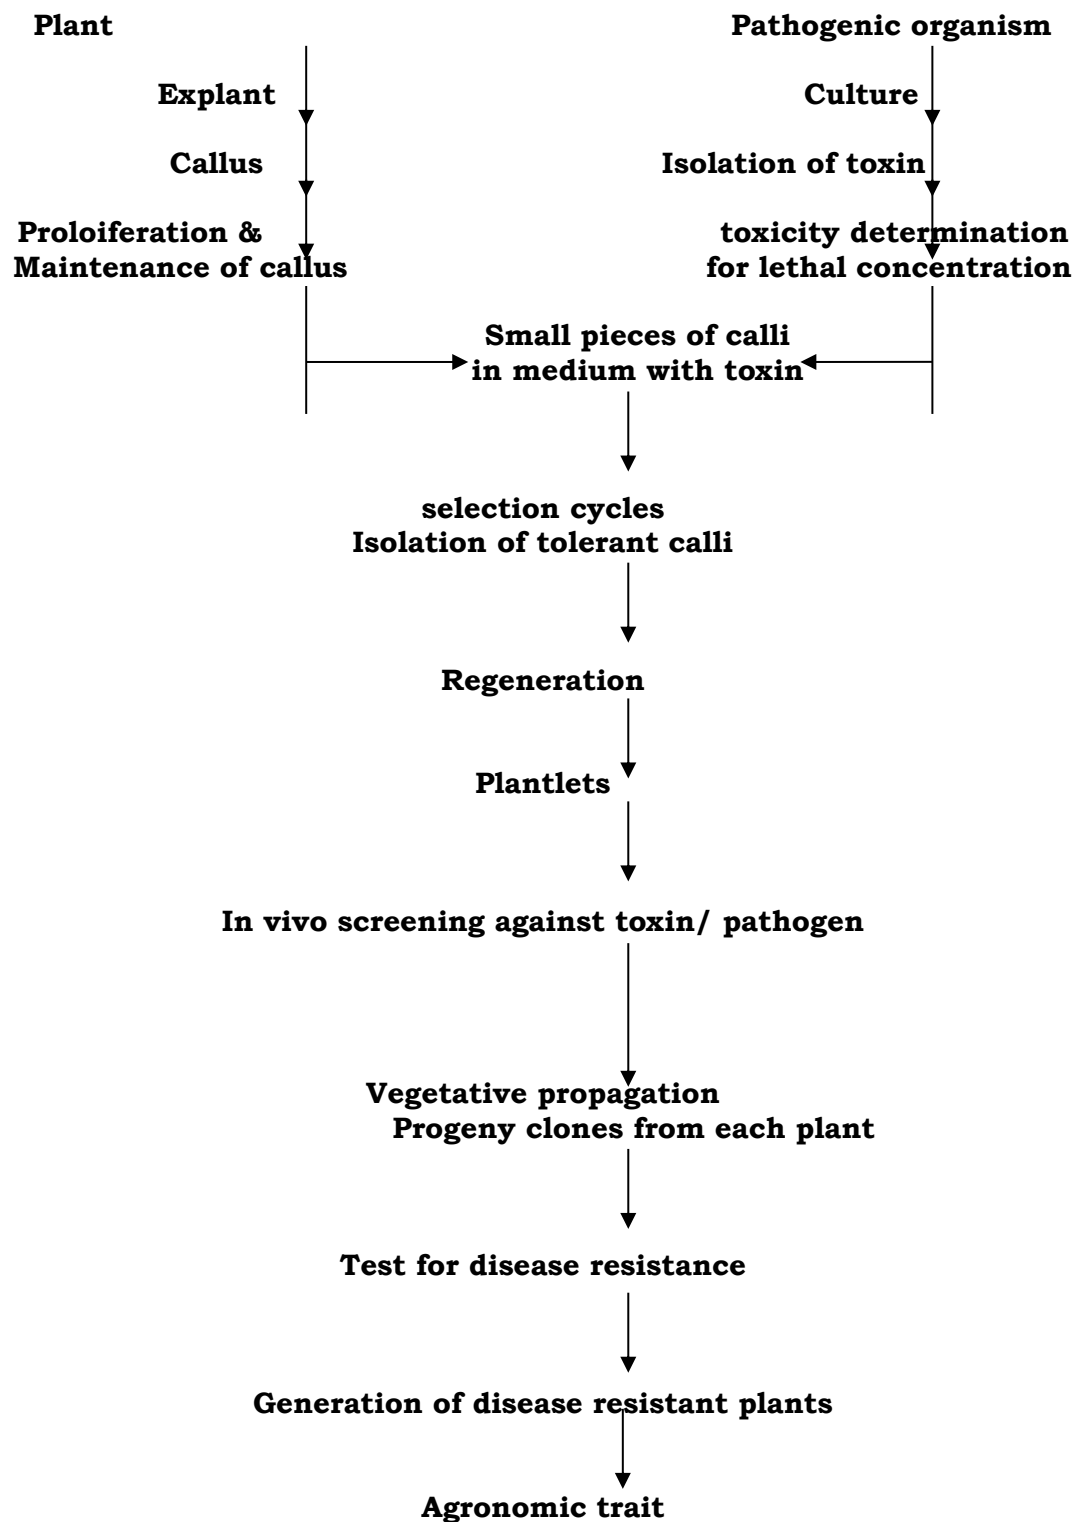 Plant
Pathogenic organism
Explant
Culture
Callus
Isolation of toxin
Proloiferation &
Maintenance of callus
toxicity determination
for lethal concentration
Small pieces of calli
in medium with toxin
selection cycles
Isolation of tolerant calli
Regeneration
Plantlets
In vivo screening against toxin/ pathogen
Vegetative propagation
Progeny clones from each plant
Test for disease resistance
Generation of disease resistant plants
Agronomic trait